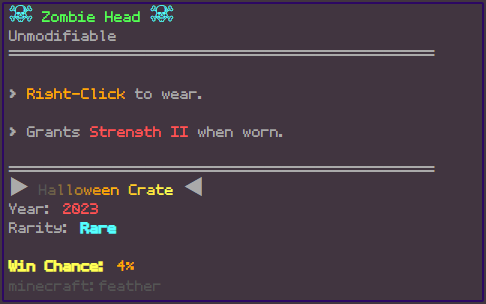 ☠ Zombie Head ☠
Unmodifiable
> Right-Click to wear.
> Grants Strength II when worn.
▶ Halloween Crate ◀
Year: 2023
Rarity: Rare
Win Chance: 4%
minecraft:feather